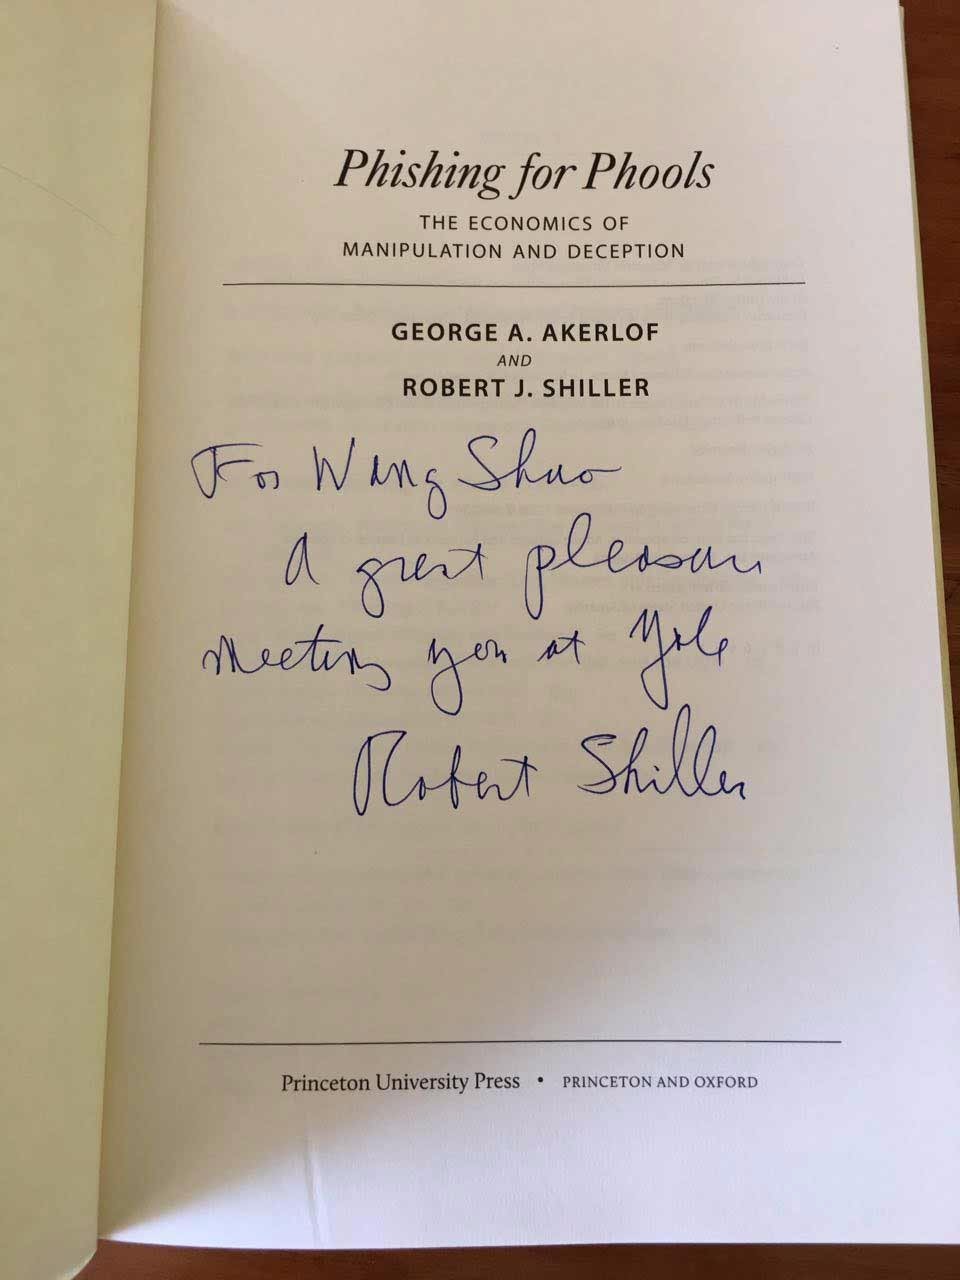 Phishing for Phools
THE ECONOMICS OF
MANIPULATION AND DECEPTION
GEORGE A. AKERLOF
AND
ROBERT J. SHILLER
For Wang Shuo
a great pleasure
meeting you at Yale
Robert Shiller
Princeton University Press • PRINCETON AND OXFORD